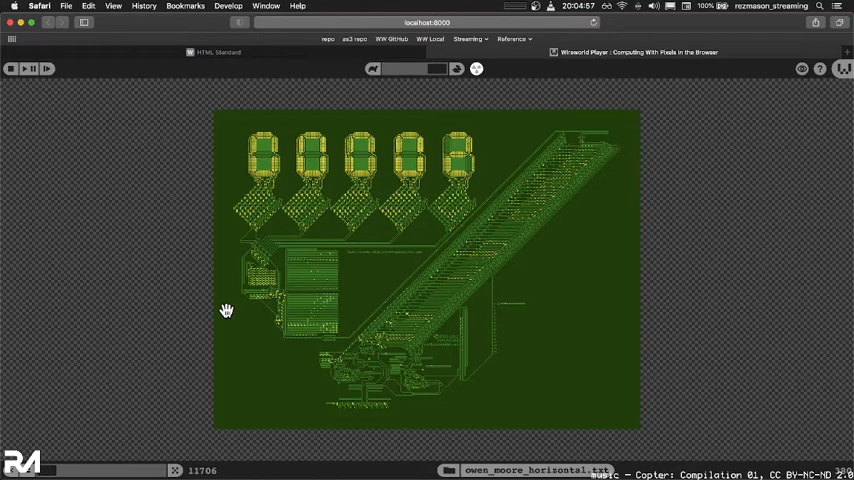 Safari File Edit View History Bookmarks Develop Window Help 100% 20:04:57 rezmason_streaming
localhost:8000
repo as3 repo WW GitHub WW Local Streaming Reference
HTML Standard Wireworld Player : Computing With Pixels in the Browser
11706 owen_moore_horizontal.txt
music - Copter: Compilation 01, CC BY-NC-ND 2.0